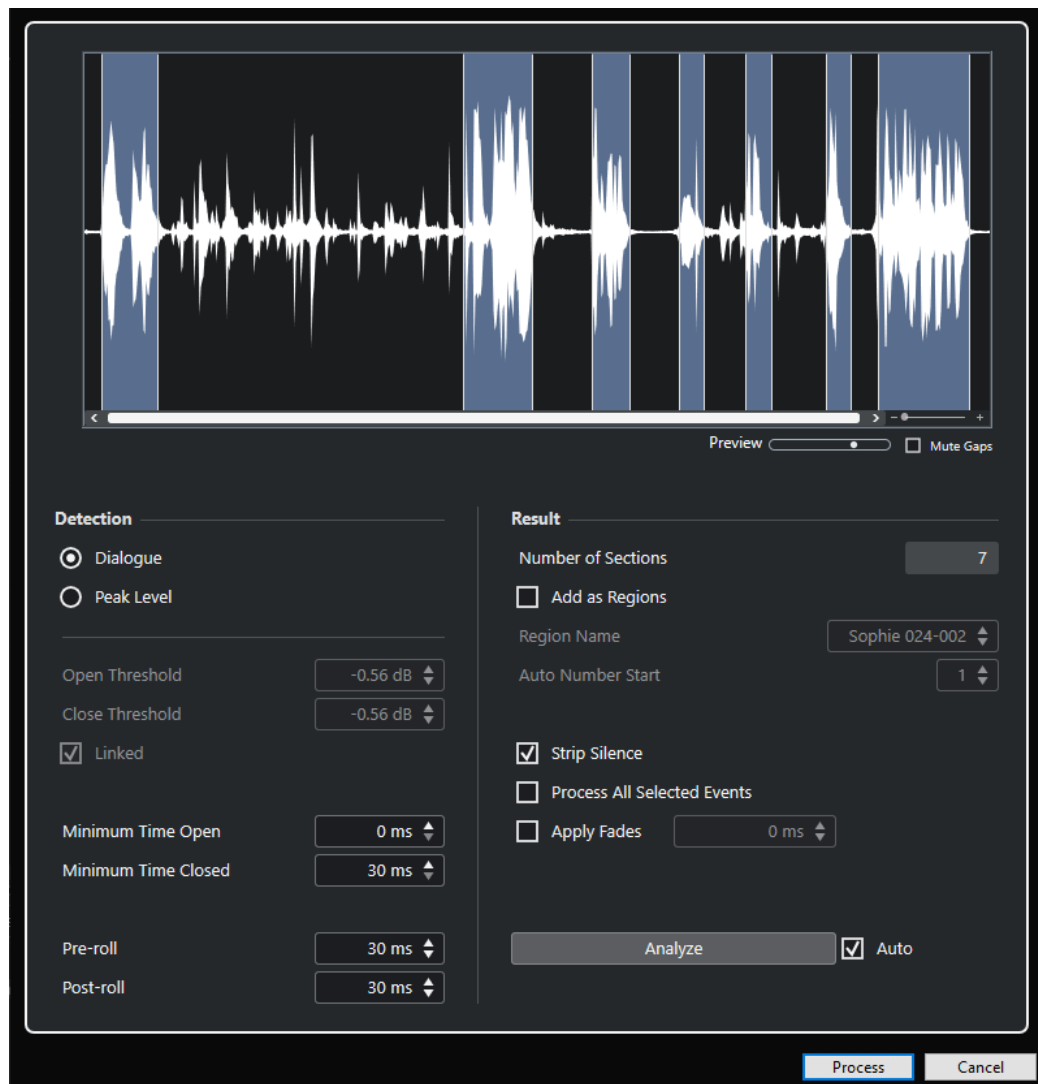 Preview Mute Gaps
Detection
Dialogue
Peak Level
Open Threshold -0.56 dB
Close Threshold -0.56 dB
Linked
Minimum Time Open 0 ms
Minimum Time Closed 30 ms
Pre-roll 30 ms
Post-roll 30 ms
Result
Number of Sections 7
Add as Regions
Region Name Sophie 024-002
Auto Number Start 1
Strip Silence
Process All Selected Events
Apply Fades 0 ms
Analyze Auto
Process Cancel